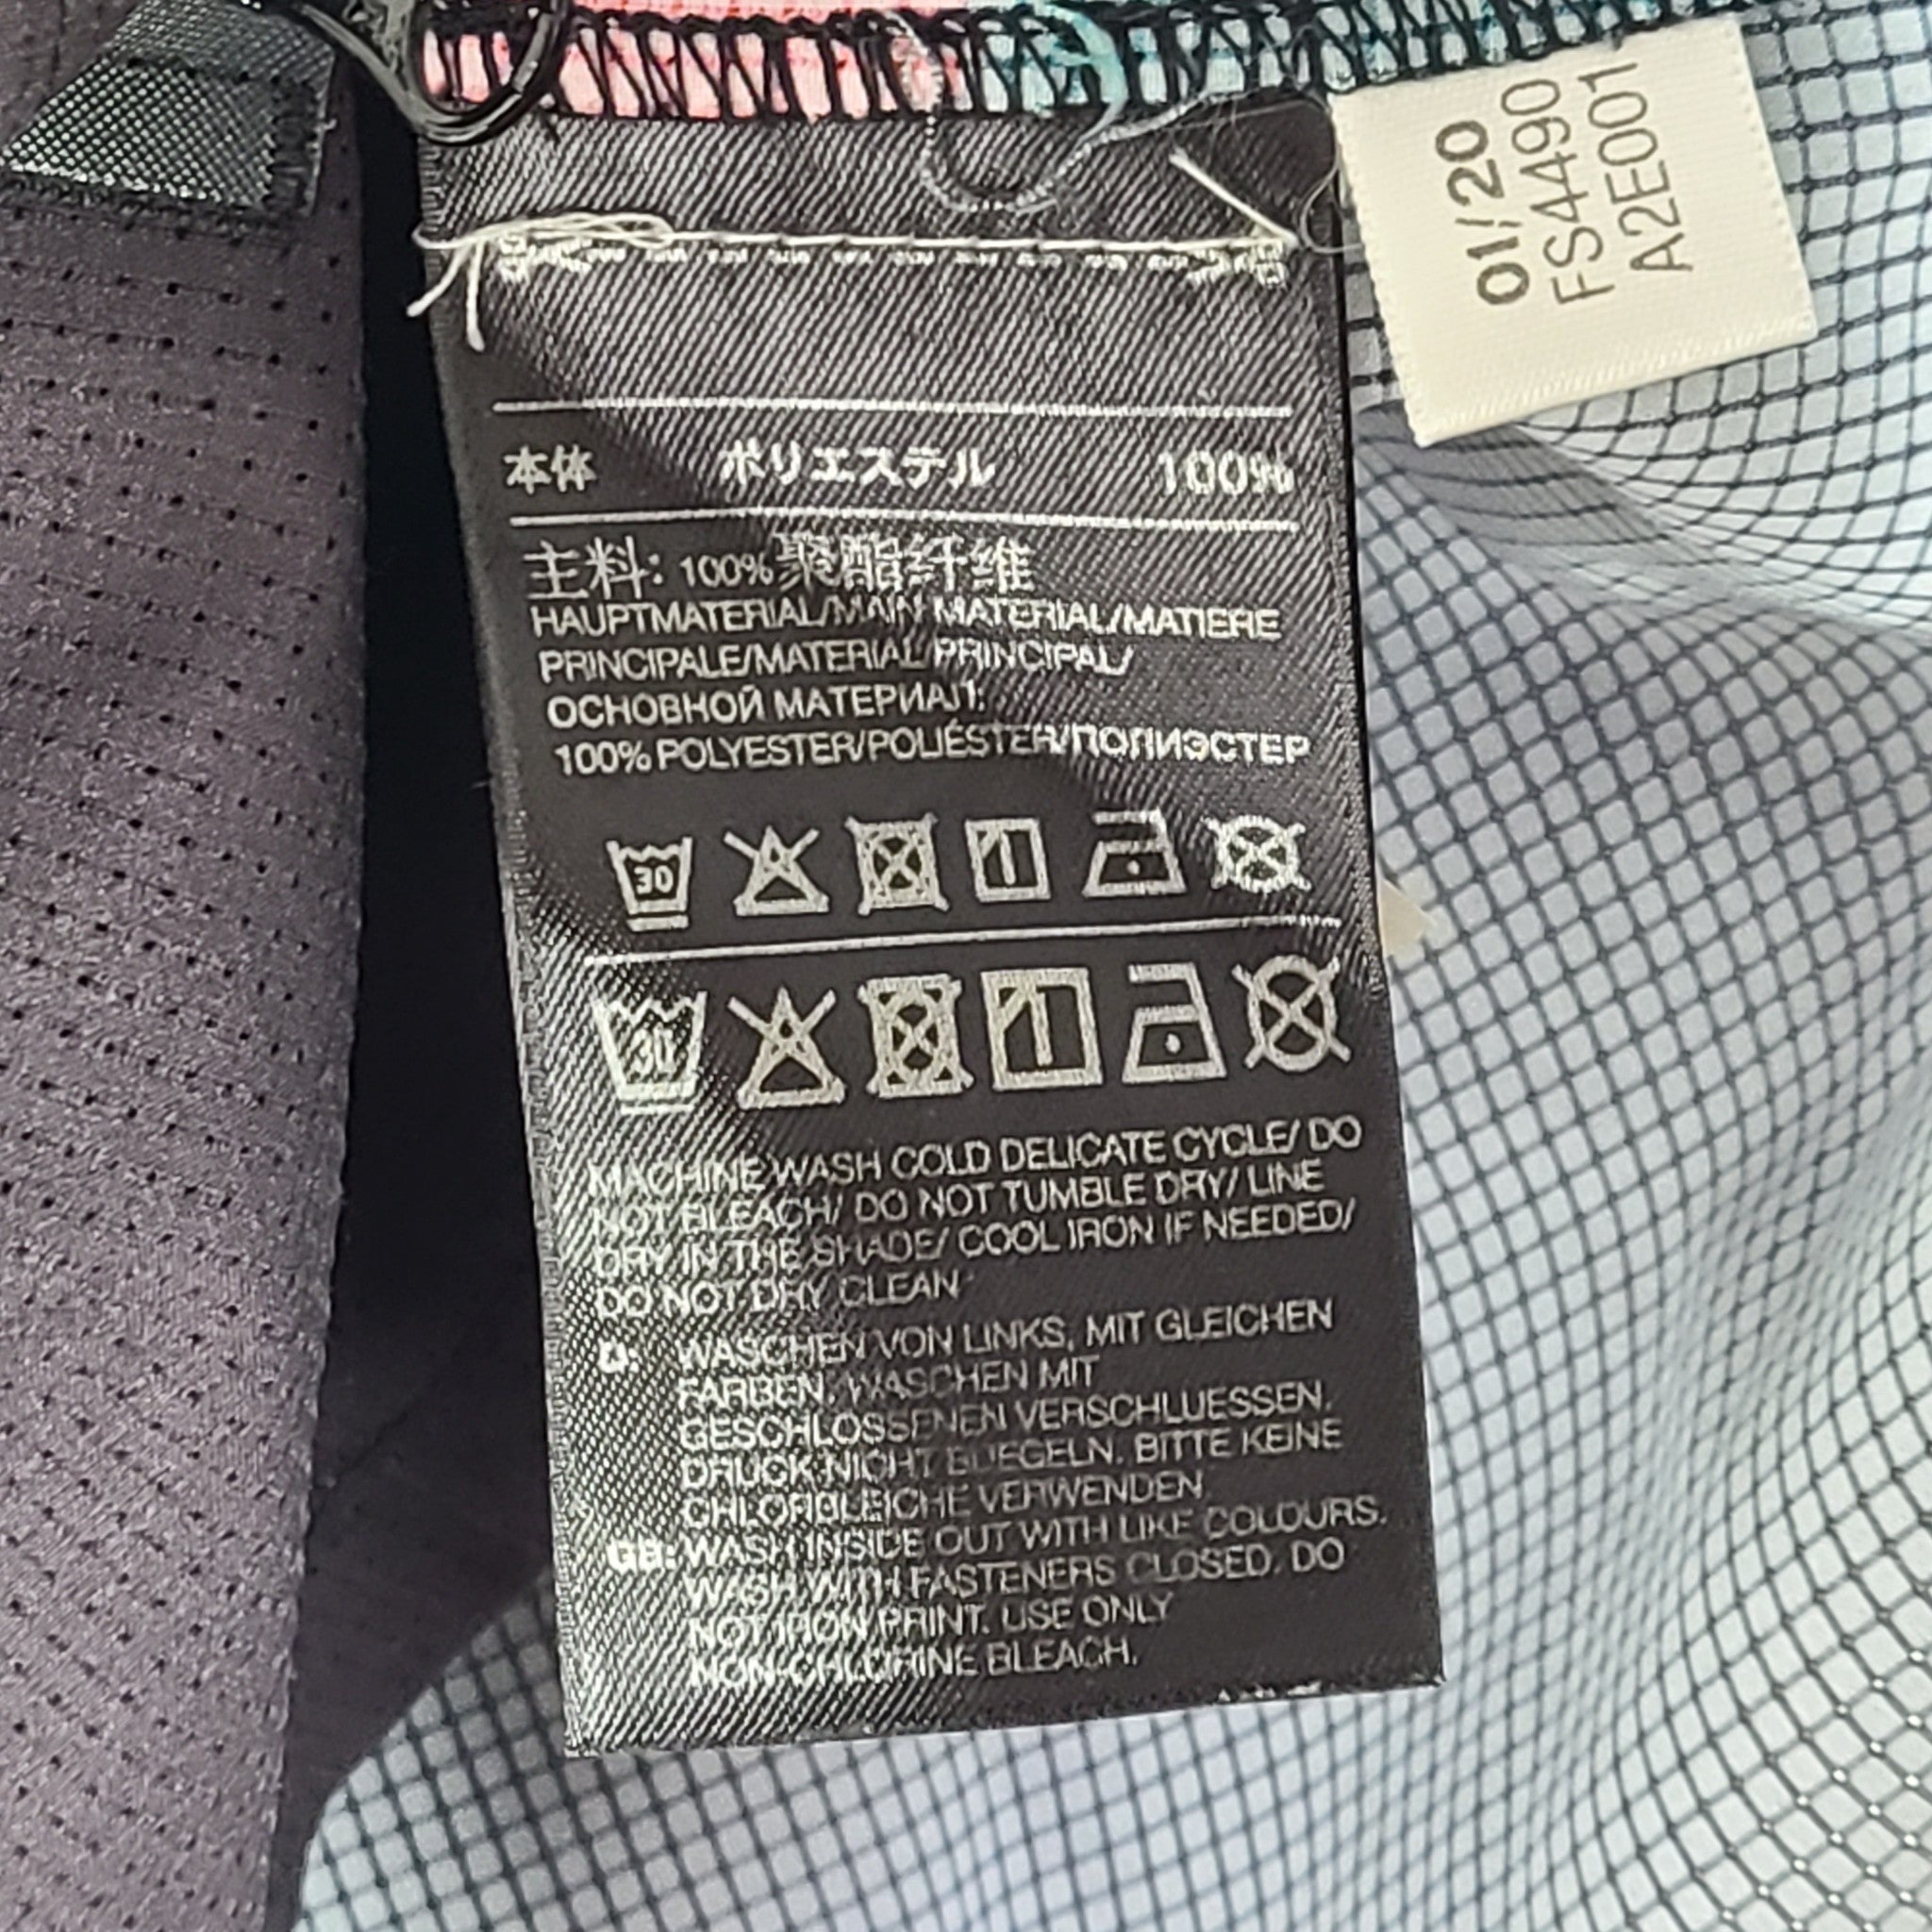 01/20
FS4490
A2E001
本体 ポリエステル 100%
主料: 100%聚酯纤维
HAUPTMATERIAL/MAIN MATERIAL/MATIERE
PRINCIPALE/MATERIAL PRINCIPAL/
ОСНОВНОЙ МАТЕРИАЛ:
100% POLYESTER/POLIÉSTER/ПОЛИЭСТЕР
30
30
MACHINE WASH COLD DELICATE CYCLE/ DO
NOT BLEACH/ DO NOT TUMBLE DRY/ LINE
DRY IN THE SHADE/ COOL IRON IF NEEDED/
DO NOT DRY CLEAN
D: WASCHEN VON LINKS, MIT GLEICHEN
FARBEN. WASCHEN MIT
GESCHLOSSENEN VERSCHLUESSEN.
DRUCK NICHT BUEGELN. BITTE KEINE
CHLORBLEICHE VERWENDEN
GB: WASH INSIDE OUT WITH LIKE COLOURS.
WASH WITH FASTENERS CLOSED. DO
NOT IRON PRINT. USE ONLY
NON-CHLORINE BLEACH.